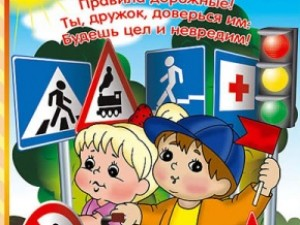 Правила дорожные!
Ты, дружок, доверься им-
Будешь цел и невредим!